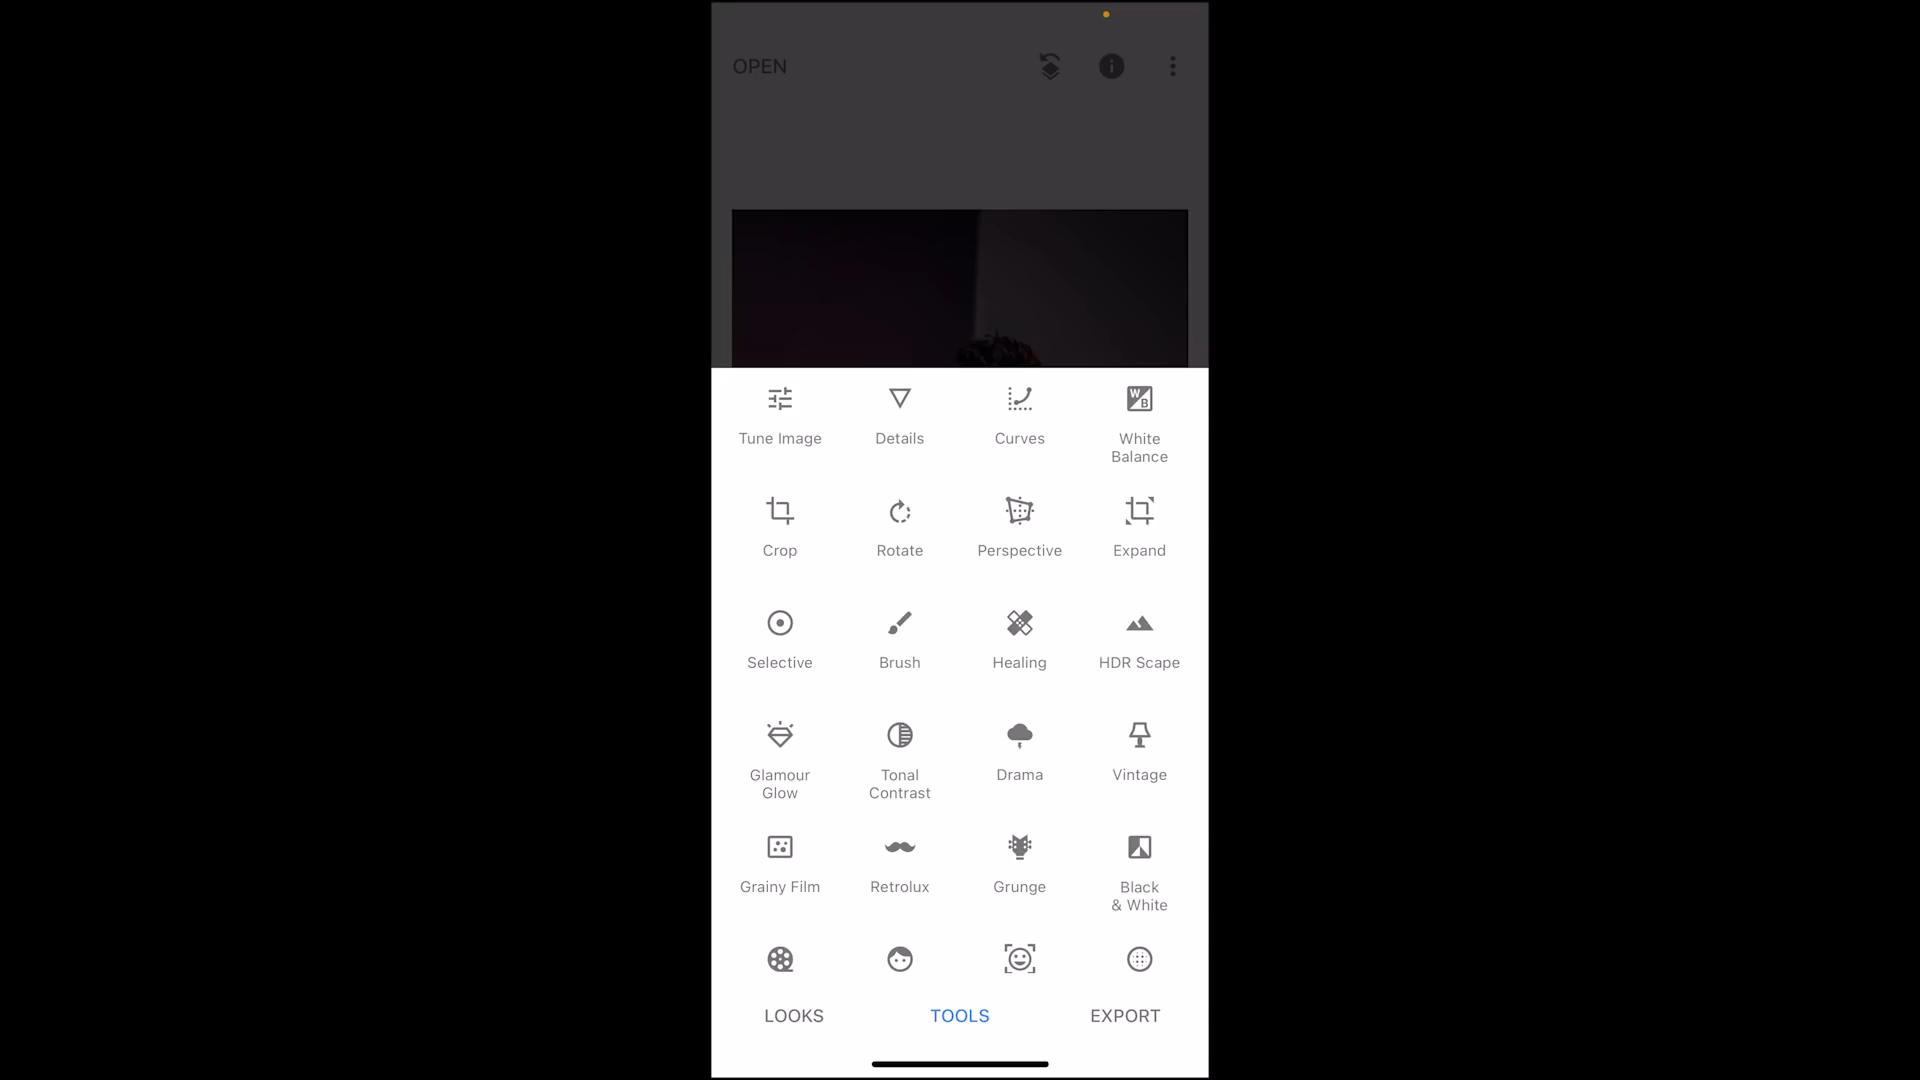 OPEN
Tune Image
Details
Curves
White
Balance
Crop
Rotate
Perspective
Expand
Selective
Brush
Healing
HDR Scape
Glamour
Glow
Tonal
Contrast
Drama
Vintage
Grainy Film
Retrolux
Grunge
Black
& White
LOOKS
TOOLS
EXPORT